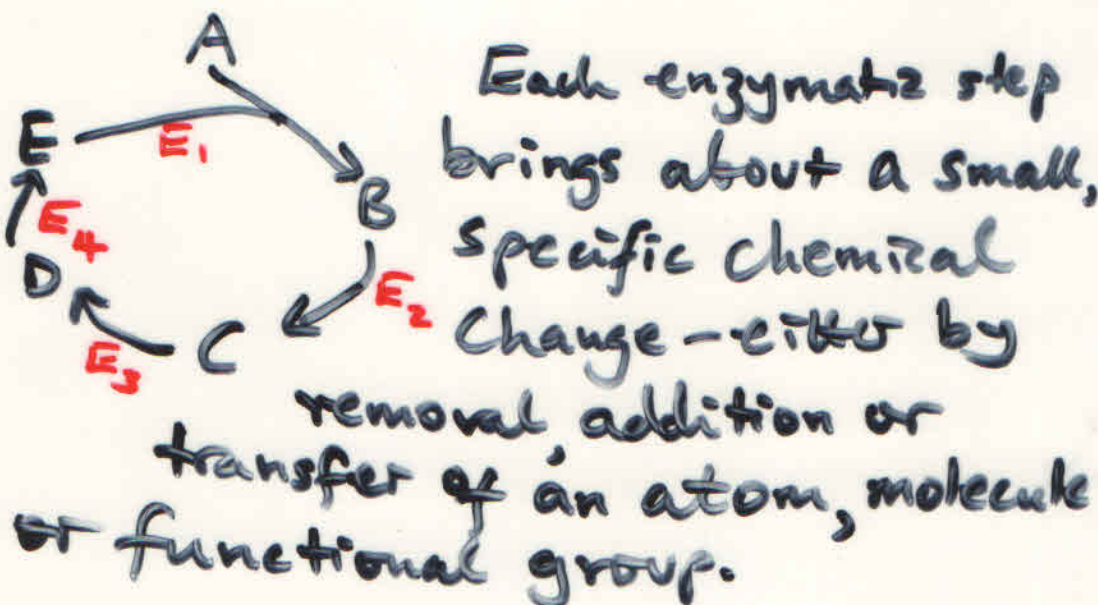 A
Each enzymatic step
E
E₁
brings about a small,
B
E₄
specific chemical
D
E₂
C
change - either by
E₃
removal, addition or
transfer of an atom, molecule
or functional group.